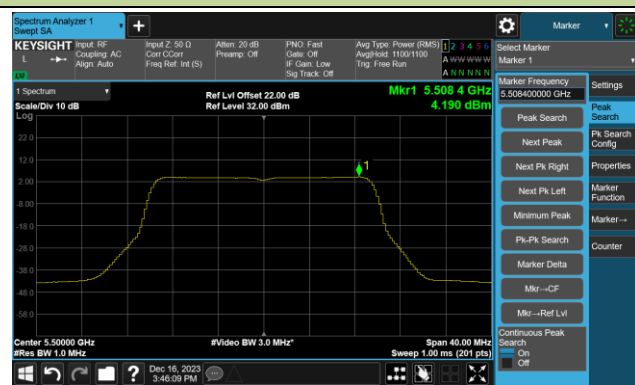 Spectrum Analyzer 1
Swept SA
+
Marker
KEYSIGHT
L
LV
Input: RF
Coupling: AC
Align: Auto
Input Z: 50 Ω
Corr CCorr
Freq Ref: Int (S)
Atten: 20 dB
Preamp: Off
PNO: Fast
Gate: Off
IF Gain: Low
Sig Track: Off
Avg Type: Power (RMS)
Avg|Hold: 1100/1100
Trig: Free Run
1 2 3 4 5 6
A W W W W W
A N N N N N
Select Marker
Marker 1
1 Spectrum
Scale/Div 10 dB
Log
Ref Lvl Offset 22.00 dB
Ref Level 32.00 dBm
Mkr1 5.508 4 GHz
4.190 dBm
22.0
12.0
2.00
-8.00
-18.0
-28.0
-38.0
-48.0
-58.0
1
Center 5.50000 GHz
#Res BW 1.0 MHz
#Video BW 3.0 MHz*
Span 40.00 MHz
Sweep 1.00 ms (201 pts)
Marker Frequency
5.508400000 GHz
Peak Search
Next Peak
Next Pk Right
Next Pk Left
Minimum Peak
Pk-Pk Search
Marker Delta
Mkr→CF
Mkr→Ref Lvl
Continuous Peak
Search
On
Off
Settings
Peak
Search
Pk Search
Config
Properties
Marker
Function
Marker→
Counter
?
Dec 16, 2023
3:46:09 PM